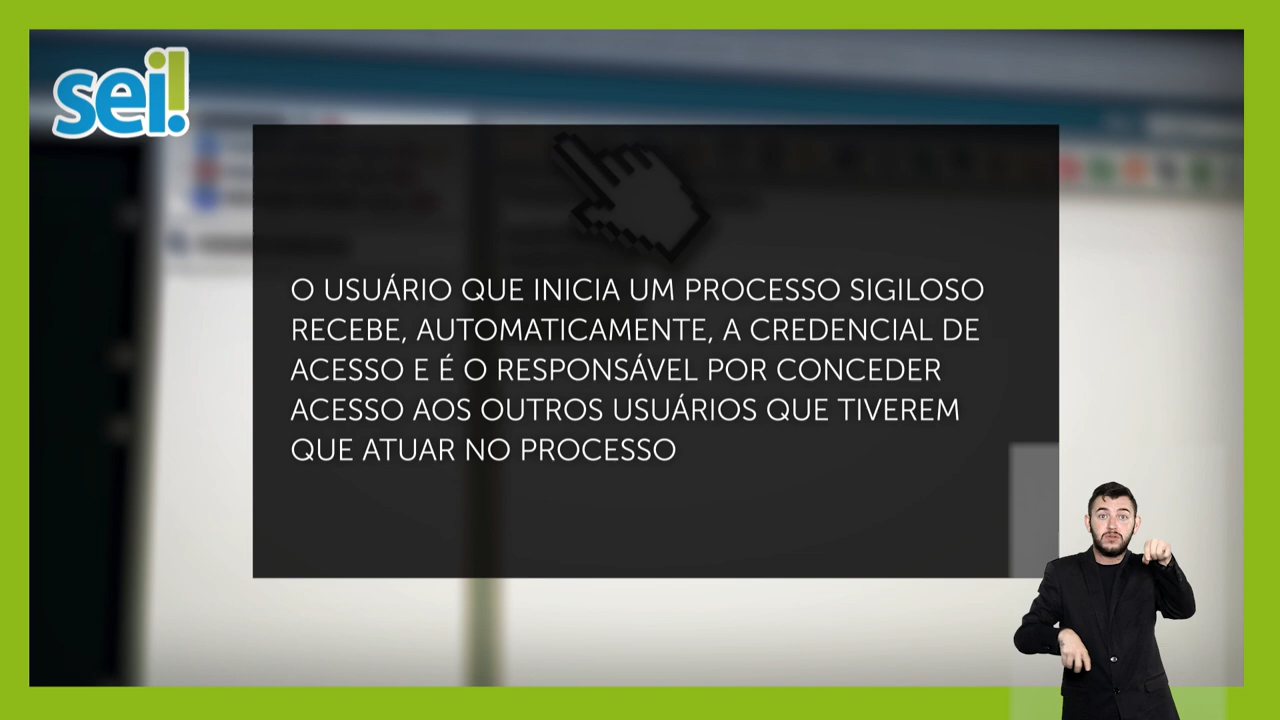 sei!
O USUÁRIO QUE INICIA UM PROCESSO SIGILOSO
RECEBE, AUTOMATICAMENTE, A CREDENCIAL DE
ACESSO E É O RESPONSÁVEL POR CONCEDER
ACESSO AOS OUTROS USUÁRIOS QUE TIVEREM
QUE ATUAR NO PROCESSO